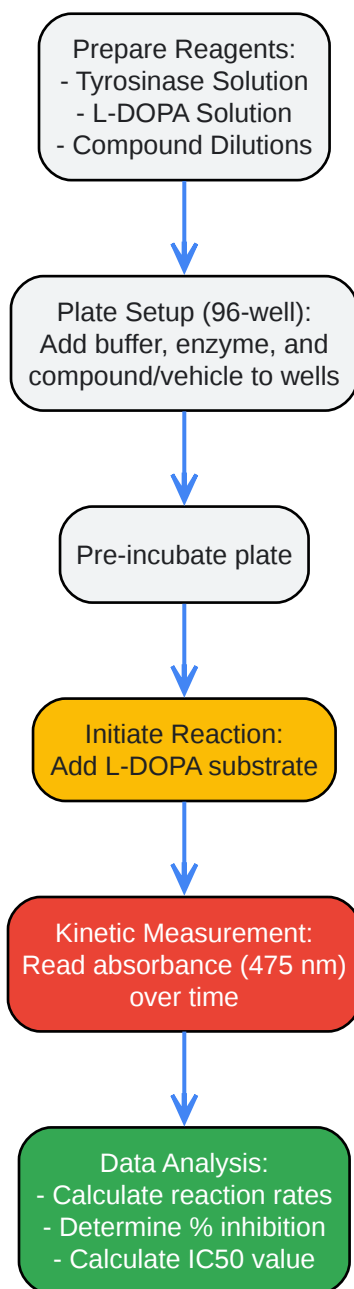 Prepare Reagents:
- Tyrosinase Solution
- L-DOPA Solution
- Compound Dilutions
Plate Setup (96-well):
Add buffer, enzyme, and
compound/vehicle to wells
Pre-incubate plate
Initiate Reaction:
Add L-DOPA substrate
Kinetic Measurement:
Read absorbance (475 nm)
over time
Data Analysis:
- Calculate reaction rates
- Determine % inhibition
- Calculate IC50 value